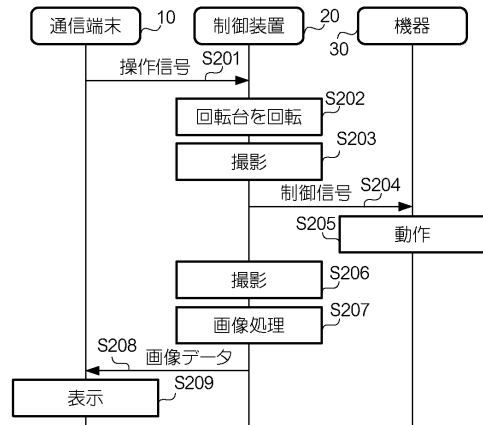 通信端末 10
制御装置 20
機器 30
操作信号 S201
回転台を回転 S202
撮影 S203
制御信号 S204
動作 S205
撮影 S206
画像処理 S207
画像データ S208
表示 S209